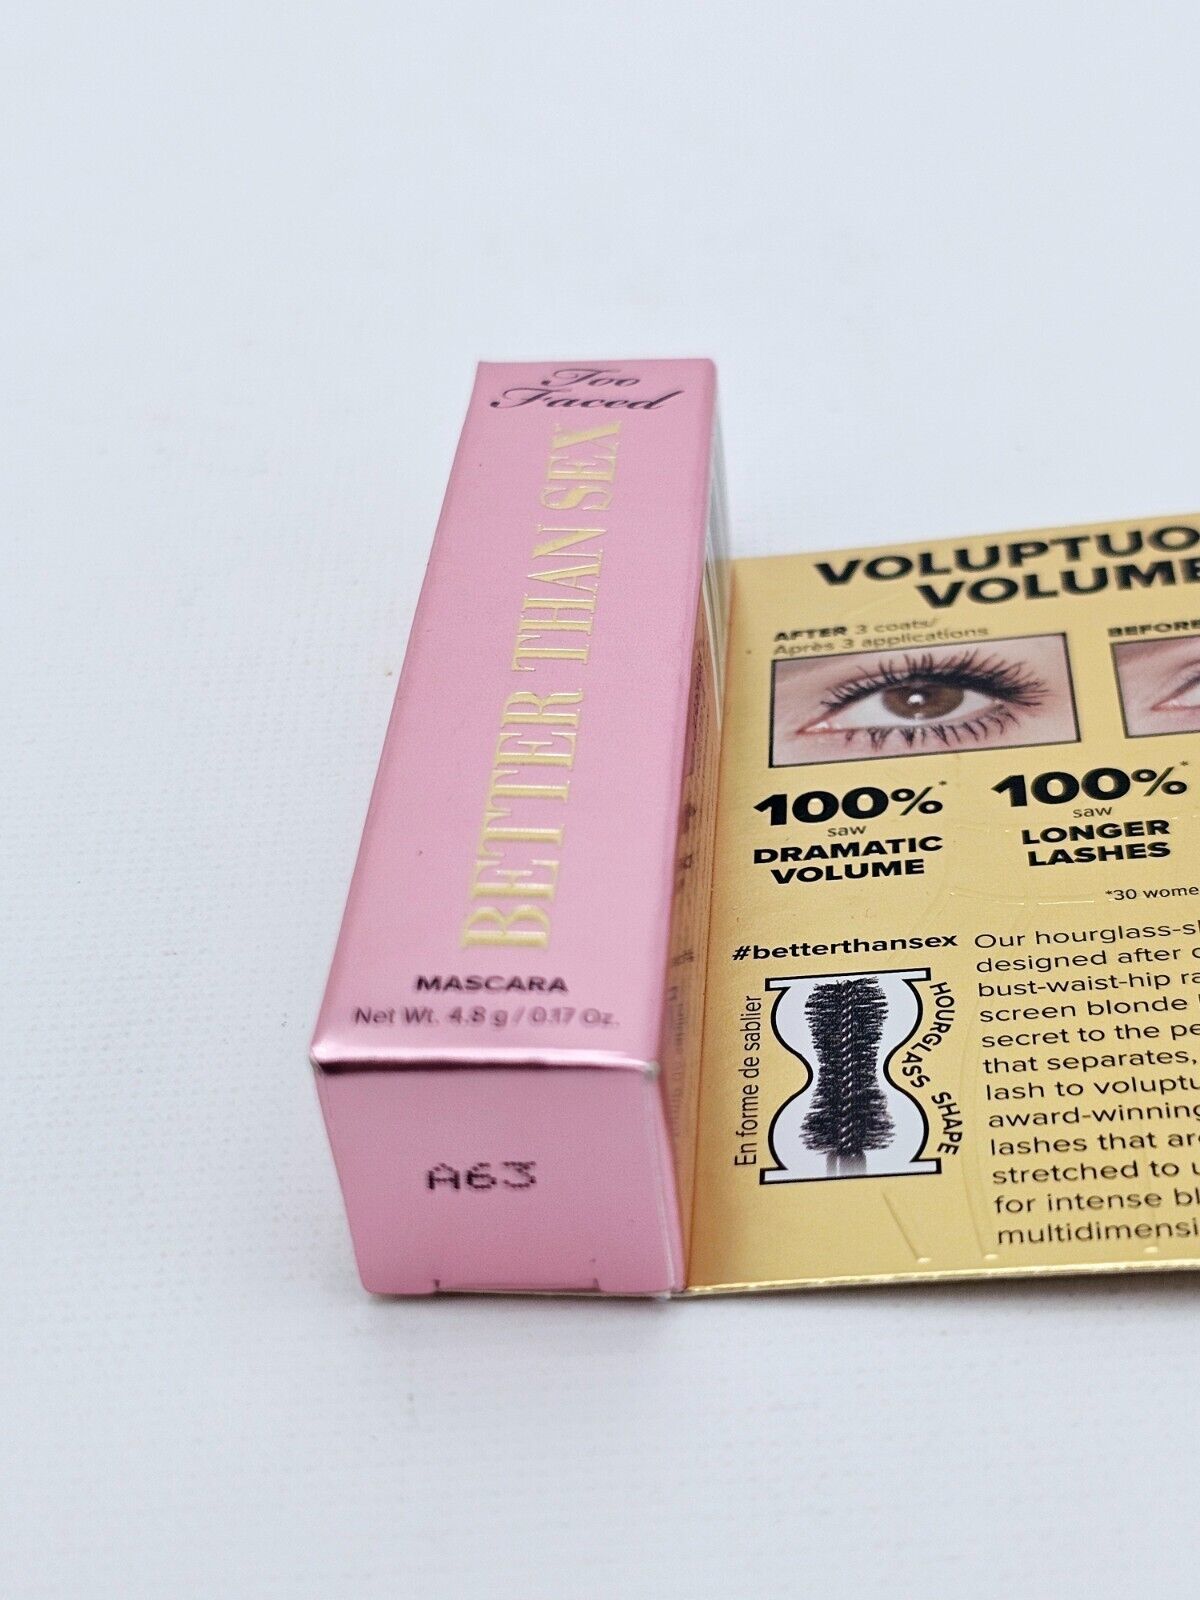 Too
Faced
BETTER THAN SEX
MASCARA
Net Wt. 4.8 g / 0.17 Oz.
A63
VOLUPTUO
VOLUME
AFTER 3 coats/
Après 3 applications
BEFORE
100%*
saw
DRAMATIC
VOLUME
100%*
saw
LONGER
LASHES
*30 wome
#betterthansex
En forme de sablier
HOURGLASS SHAPE
Our hourglass-s
designed after
bust-waist-hip ra
screen blonde
secret to the pe
that separates,
lash to voluptu
award-winning
lashes that are
stretched to u
for intense bl
multidimensi